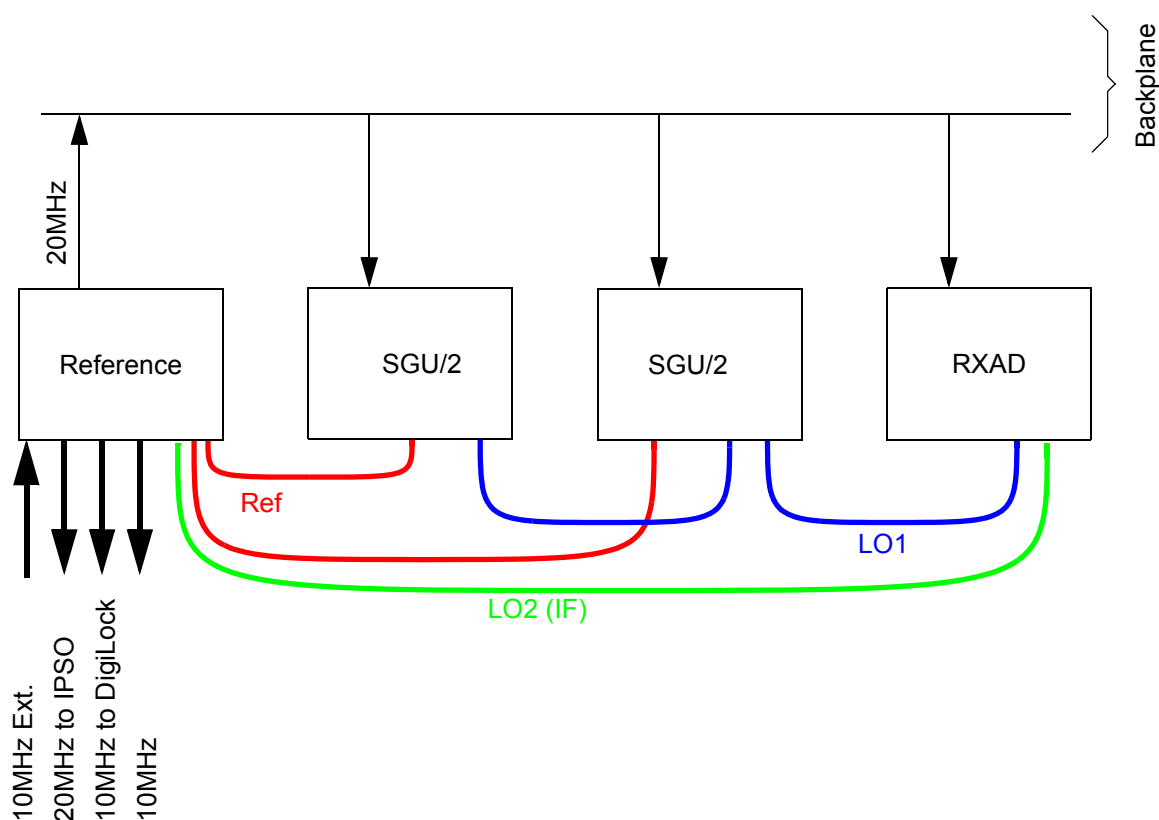 Backplane
20MHz
Reference
SGU/2
SGU/2
RXAD
Ref
LO1
LO2 (IF)
10MHz Ext.
20MHz to IPSO
10MHz to DigiLock
10MHz